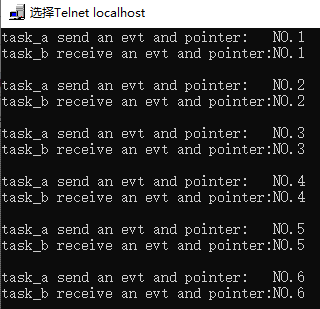 选择Telnet localhost
task_a send an evt and pointer:   NO.1
task_b receive an evt and pointer:NO.1
task_a send an evt and pointer:   NO.2
task_b receive an evt and pointer:NO.2
task_a send an evt and pointer:   NO.3
task_b receive an evt and pointer:NO.3
task_a send an evt and pointer:   NO.4
task_b receive an evt and pointer:NO.4
task_a send an evt and pointer:   NO.5
task_b receive an evt and pointer:NO.5
task_a send an evt and pointer:   NO.6
task_b receive an evt and pointer:NO.6